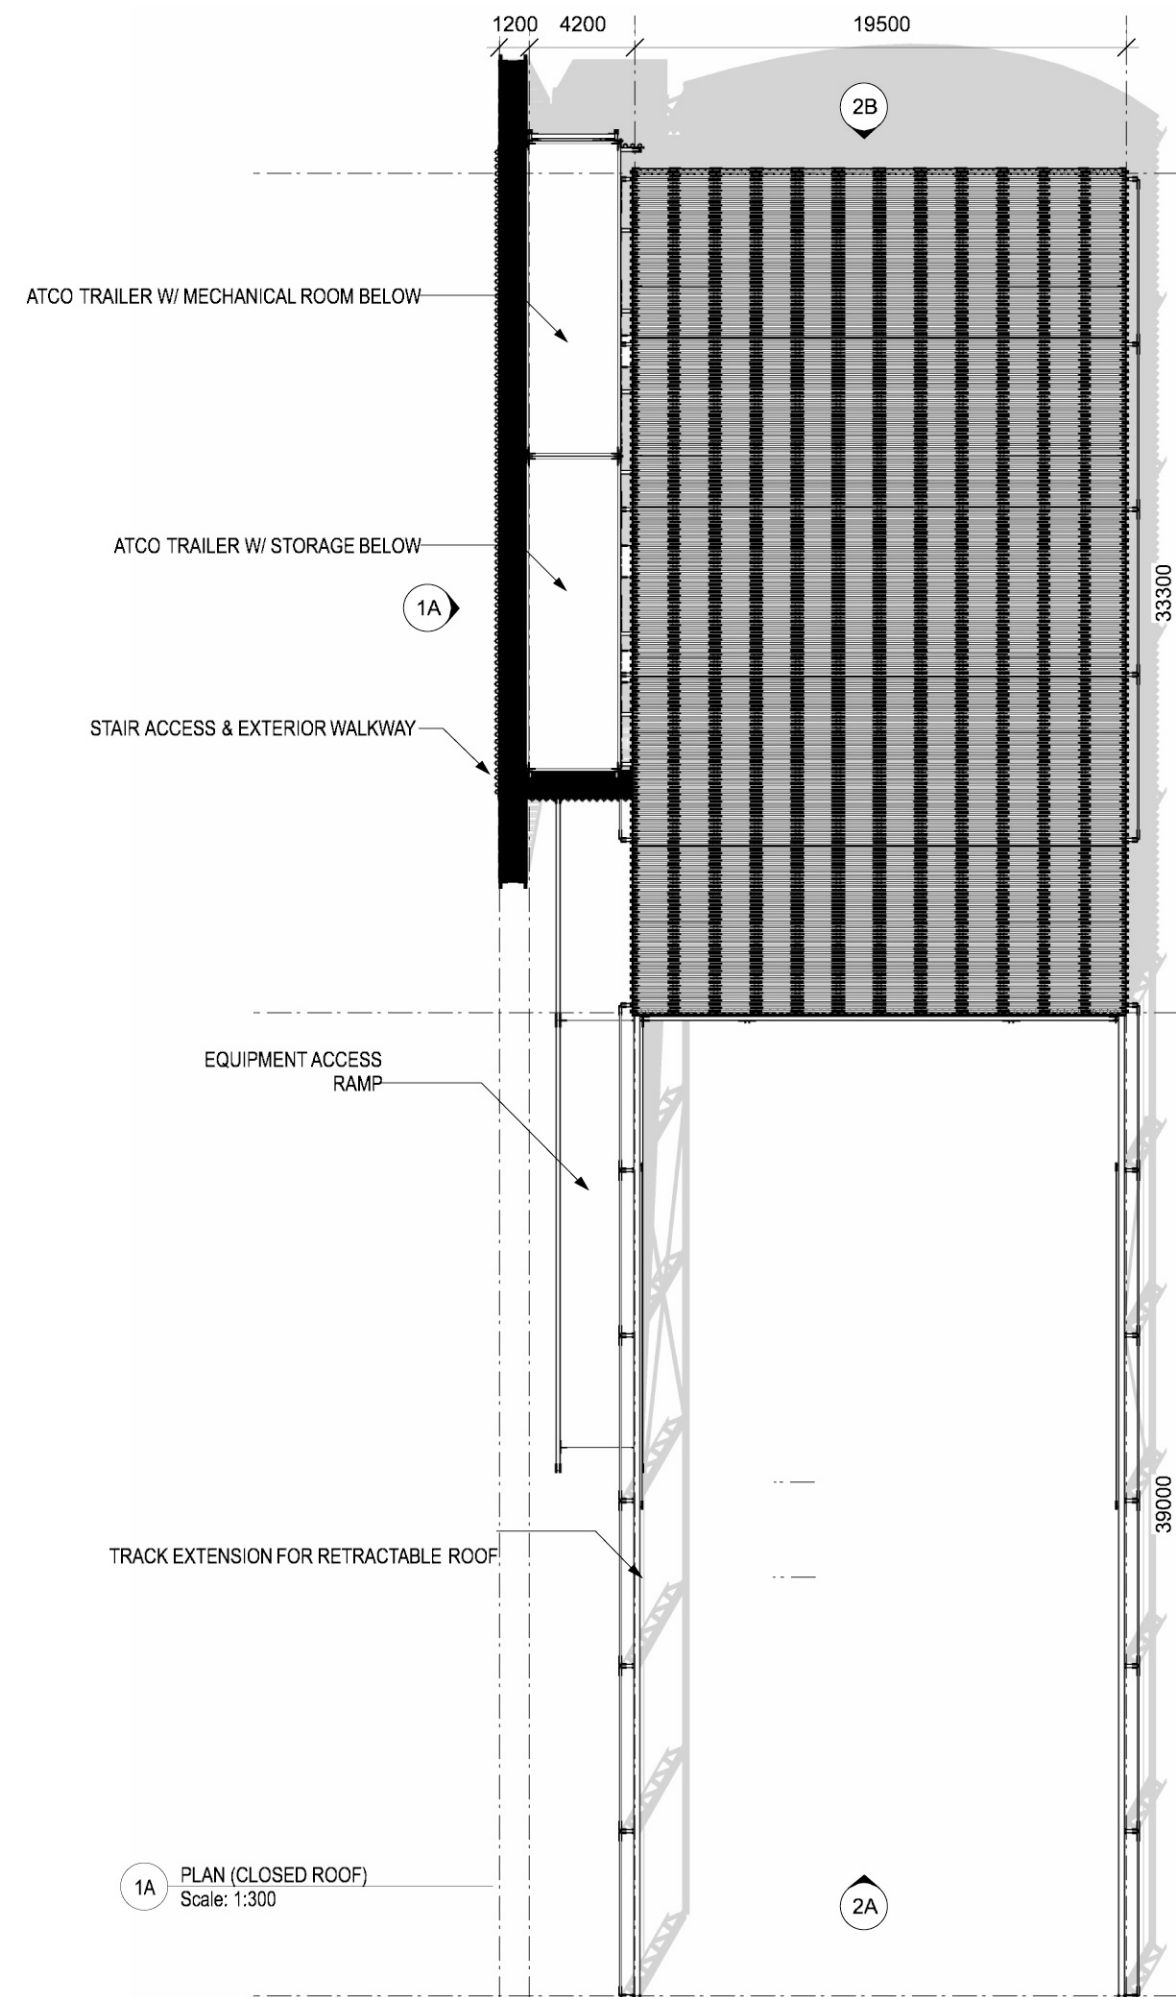 1200 4200 19500
2B
ATCO TRAILER W/ MECHANICAL ROOM BELOW
ATCO TRAILER W/ STORAGE BELOW
1A
33300
STAIR ACCESS & EXTERIOR WALKWAY
EQUIPMENT ACCESS
RAMP
39000
TRACK EXTENSION FOR RETRACTABLE ROOF
1A
PLAN (CLOSED ROOF)
Scale: 1:300
2A